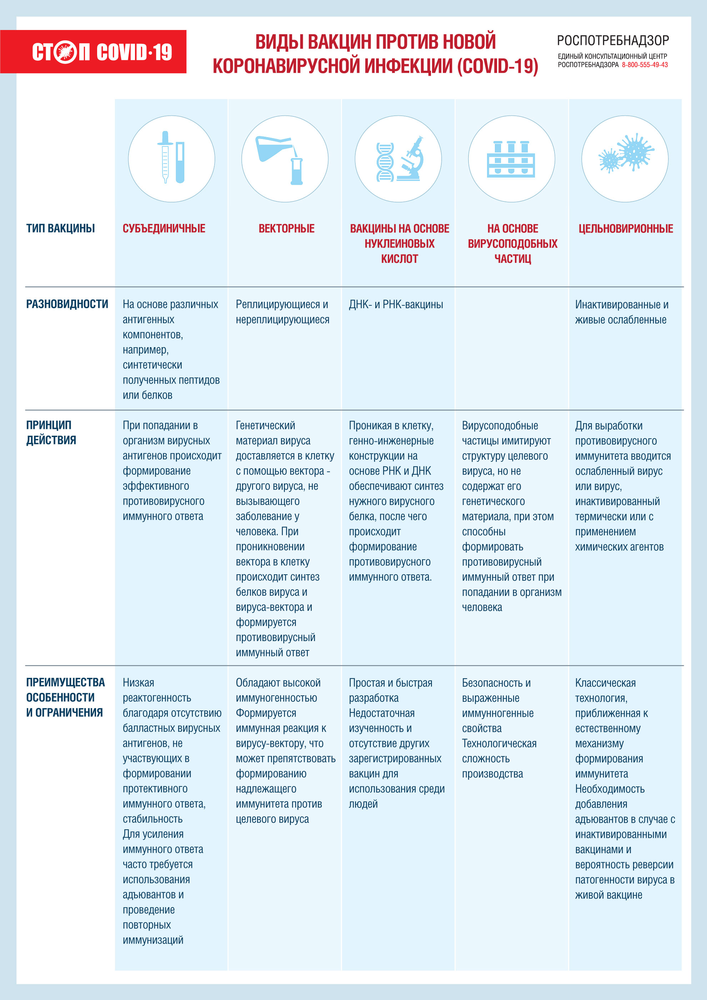 СТОП COVID·19
ВИДЫ ВАКЦИН ПРОТИВ НОВОЙ
КОРОНАВИРУСНОЙ ИНФЕКЦИИ (COVID-19)
РОСПОТРЕБНАДЗОР
ЕДИНЫЙ КОНСУЛЬТАЦИОННЫЙ ЦЕНТР
РОСПОТРЕБНАДЗОРА 8-800-555-49-43
ТИП ВАКЦИНЫ
СУБЪЕДИНИЧНЫЕ
ВЕКТОРНЫЕ
ВАКЦИНЫ НА ОСНОВЕ
НУКЛЕИНОВЫХ
КИСЛОТ
НА ОСНОВЕ
ВИРУСОПОДОБНЫХ
ЧАСТИЦ
ЦЕЛЬНОВИРИОННЫЕ
РАЗНОВИДНОСТИ
На основе различных
антигенных
компонентов,
например,
синтетически
полученных пептидов
или белков
Реплицирующиеся и
нереплицирующиеся
ДНК- и РНК-вакцины
Инактивированные и
живые ослабленные
ПРИНЦИП
ДЕЙСТВИЯ
При попадании в
организм вирусных
антигенов происходит
формирование
эффективного
противовирусного
иммунного ответа
Генетический
материал вируса
доставляется в клетку
с помощью вектора -
другого вируса, не
вызывающего
заболевание у
человека. При
проникновении
вектора в клетку
происходит синтез
белков вируса и
вируса-вектора и
формируется
противовирусный
иммунный ответ
Проникая в клетку,
генно-инженерные
конструкции на
основе РНК и ДНК
обеспечивают синтез
нужного вирусного
белка, после чего
происходит
формирование
противовирусного
иммунного ответа.
Вирусоподобные
частицы имитируют
структуру целевого
вируса, но не
содержат его
генетического
материала, при этом
способны
формировать
противовирусный
иммунный ответ при
попадании в организм
человека
Для выработки
противовирусного
иммунитета вводится
ослабленный вирус
или вирус,
инактивированный
термически или с
применением
химических агентов
ПРЕИМУЩЕСТВА
ОСОБЕННОСТИ
И ОГРАНИЧЕНИЯ
Низкая
реактогенность
благодаря отсутствию
балластных вирусных
антигенов, не
участвующих в
формировании
протективного
иммунного ответа,
стабильность
Для усиления
иммунного ответа
часто требуется
использования
адъювантов и
проведение
повторных
иммунизаций
Обладают высокой
иммуногенностью
Формируется
иммунная реакция к
вирусу-вектору, что
может препятствовать
формированию
надлежащего
иммунитета против
целевого вируса
Простая и быстрая
разработка
Недостаточная
изученность и
отсутствие других
зарегистрированных
вакцин для
использования среди
людей
Безопасность и
выраженные
иммунногенные
свойства
Технологическая
сложность
производства
Классическая
технология,
приближенная к
естественному
механизму
формирования
иммунитета
Необходимость
добавления
адъювантов в случае с
инактивированными
вакцинами и
вероятность реверсии
патогенности вируса в
живой вакцине